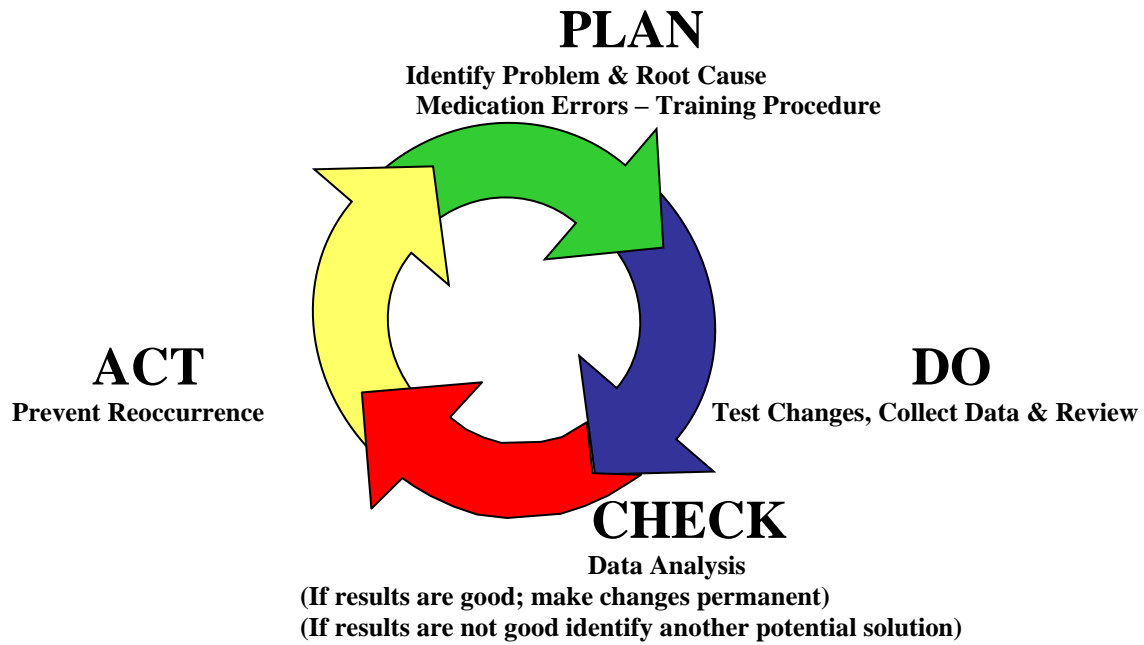 PLAN
Identify Problem & Root Cause
Medication Errors – Training Procedure
ACT
Prevent Reoccurrence
DO
Test Changes, Collect Data & Review
CHECK
Data Analysis
(If results are good; make changes permanent)
(If results are not good identify another potential solution)